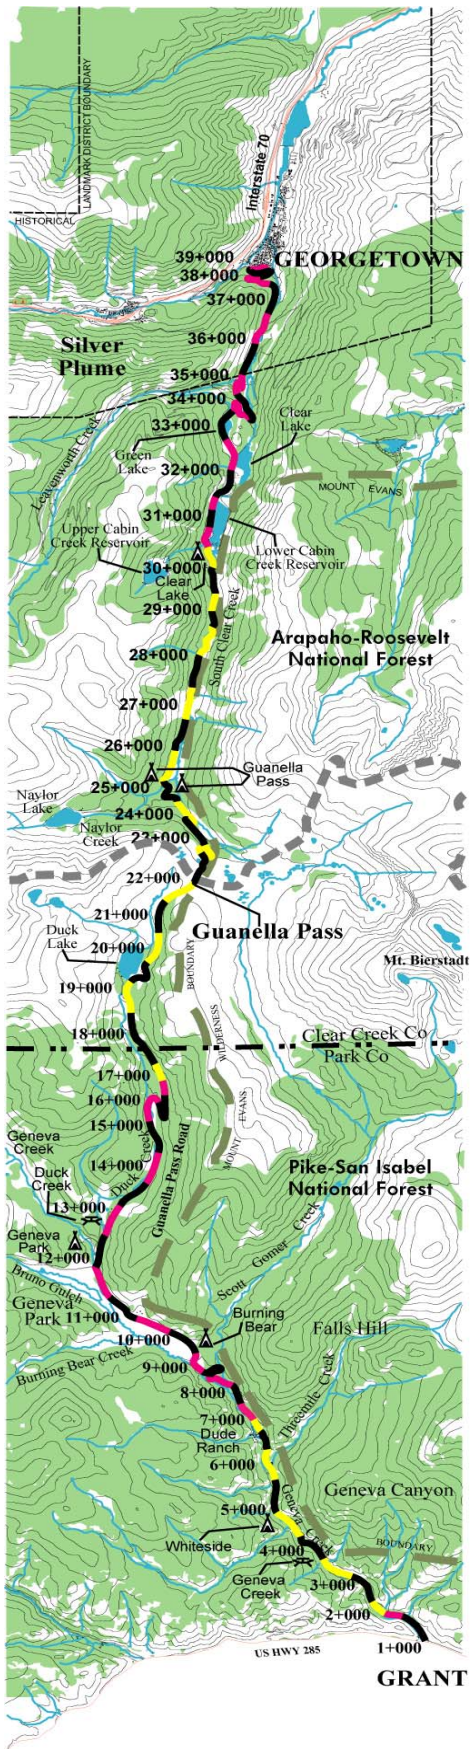 LANDMARK DISTRICT BOUNDARY
HISTORICAL
Interstate 70
39+000
GEORGETOWN
38+000
37+000
36+000
Silver
Plume
35+000
34+000
33+000
Clear
Lake
Green
Lake
Leavenworth Creek
32+000
MOUNT EVANS
31+000
Upper Cabin
Creek Reservoir
Lower Cabin
Creek Reservoir
30+000
Clear
Lake
29+000
South Clear Creek
Arapaho-Roosevelt
National Forest
28+000
27+000
26+000
Guanella
Pass
25+000
Naylor
Lake
24+000
Naylor
Creek
23+000
22+000
21+000
Guanella Pass
Duck
Lake
20+000
Mt. Bierstadt
19+000
BOUNDARY
WILDERNESS
18+000
Clear Creek Co
Park Co
17+000
16+000
EVANS
MOUNT
15+000
Geneva
Creek
14+000
Duck Creek
Guanella Pass Road
Pike-San Isabel
National Forest
Duck
Creek
13+000
Geneva
Park
12+000
Scott Gomer Creek
Bruno Gulch
Geneva
Park
11+000
Burning
Bear
10+000
Falls Hill
Burning Bear Creek
9+000
8+000
Threemile Creek
7+000
Dude
Ranch
6+000
Geneva Canyon
5+000
Geneva Creek
Whiteside
4+000
BOUNDARY
Geneva
Creek
3+000
2+000
1+000
US HWY 285
GRANT